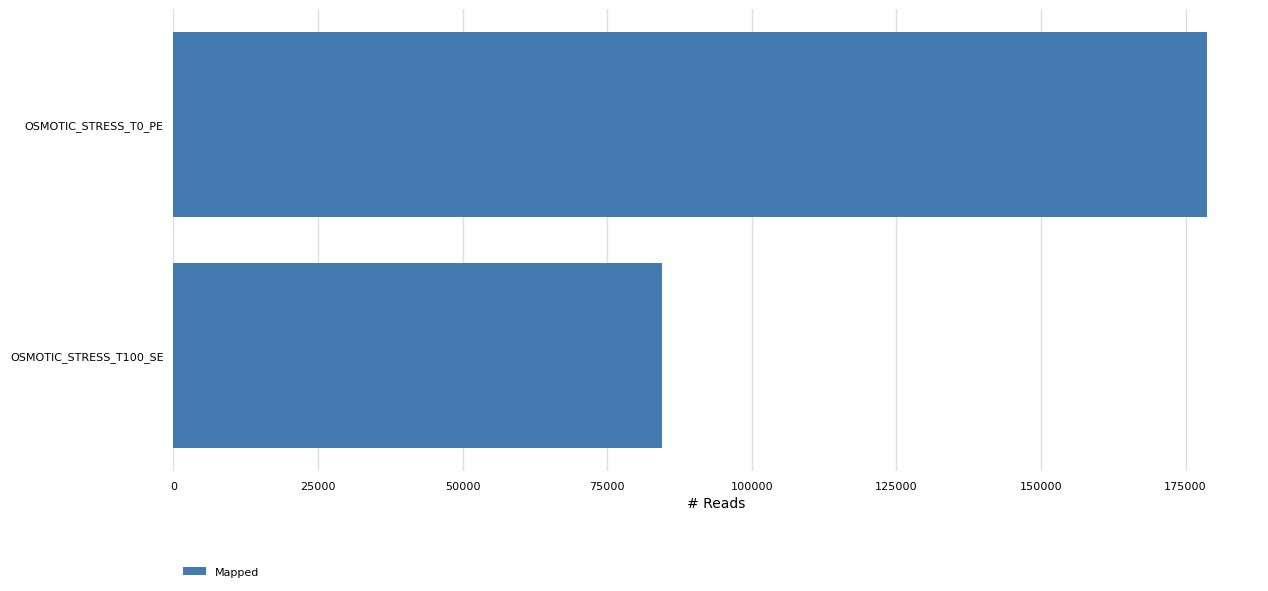 OSMOTIC_STRESS_T0_PE
OSMOTIC_STRESS_T100_SE
0 25000 50000 75000 100000 125000 150000 175000
# Reads
Mapped